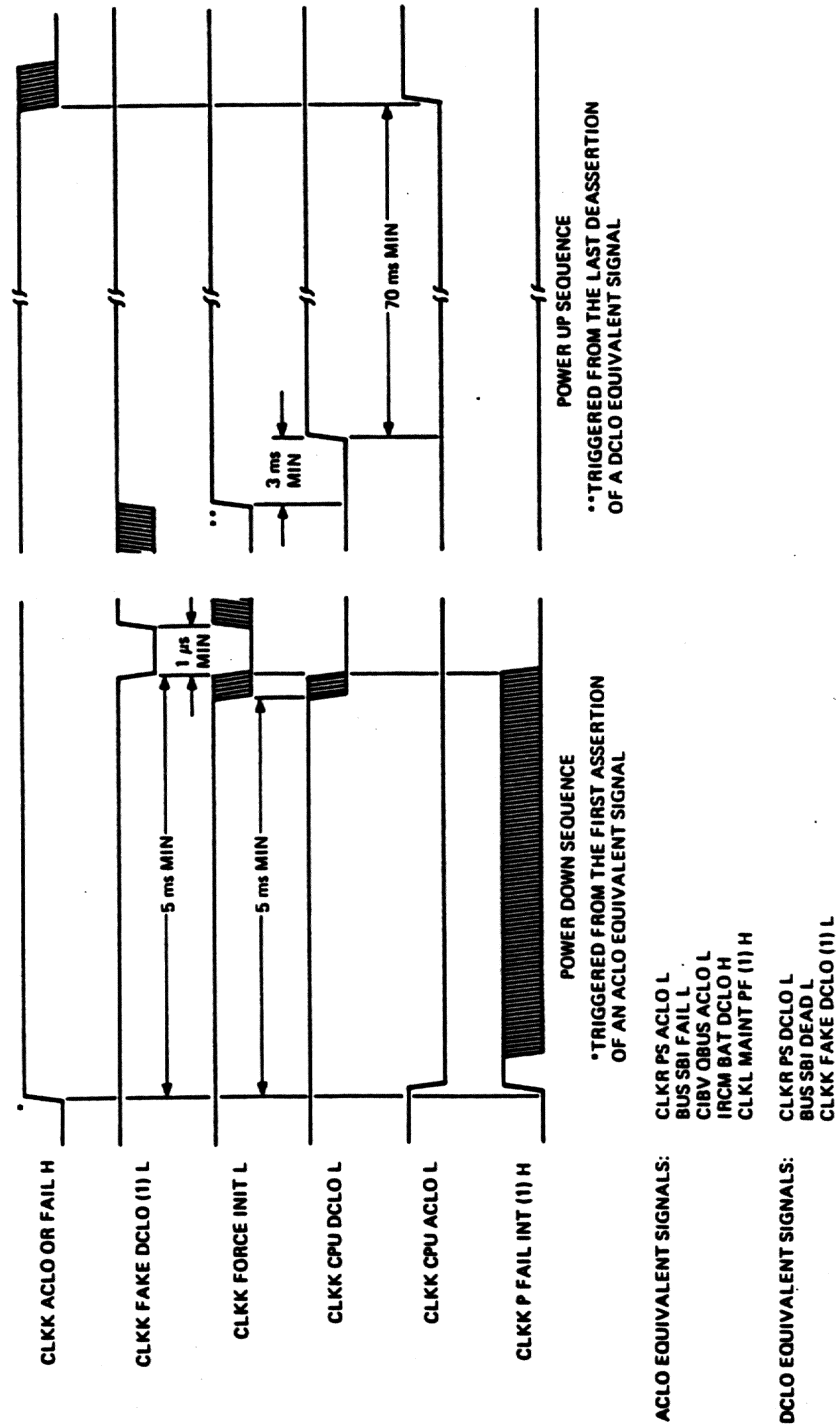 CLKK ACLO OR FAIL H
*
CLKK FAKE DCLO (1) L
5 ms MIN
1 µs
MIN
CLKK FORCE INIT L
5 ms MIN
**
3 ms
MIN
CLKK CPU DCLO L
70 ms MIN
CLKK CPU ACLO L
CLKK P FAIL INT (1) H
POWER DOWN SEQUENCE
*TRIGGERED FROM THE FIRST ASSERTION
OF AN ACLO EQUIVALENT SIGNAL
POWER UP SEQUENCE
**TRIGGERED FROM THE LAST DEASSERTION
OF A DCLO EQUIVALENT SIGNAL
ACLO EQUIVALENT SIGNALS: CLKR PS ACLO L
BUS SBI FAIL L
CIBV QBUS ACLO L
IRCM BAT DCLO H
CLKL MAINT PF (1) H
DCLO EQUIVALENT SIGNALS: CLKR PS DCLO L
BUS SBI DEAD L
CLKK FAKE DCLO (1) L